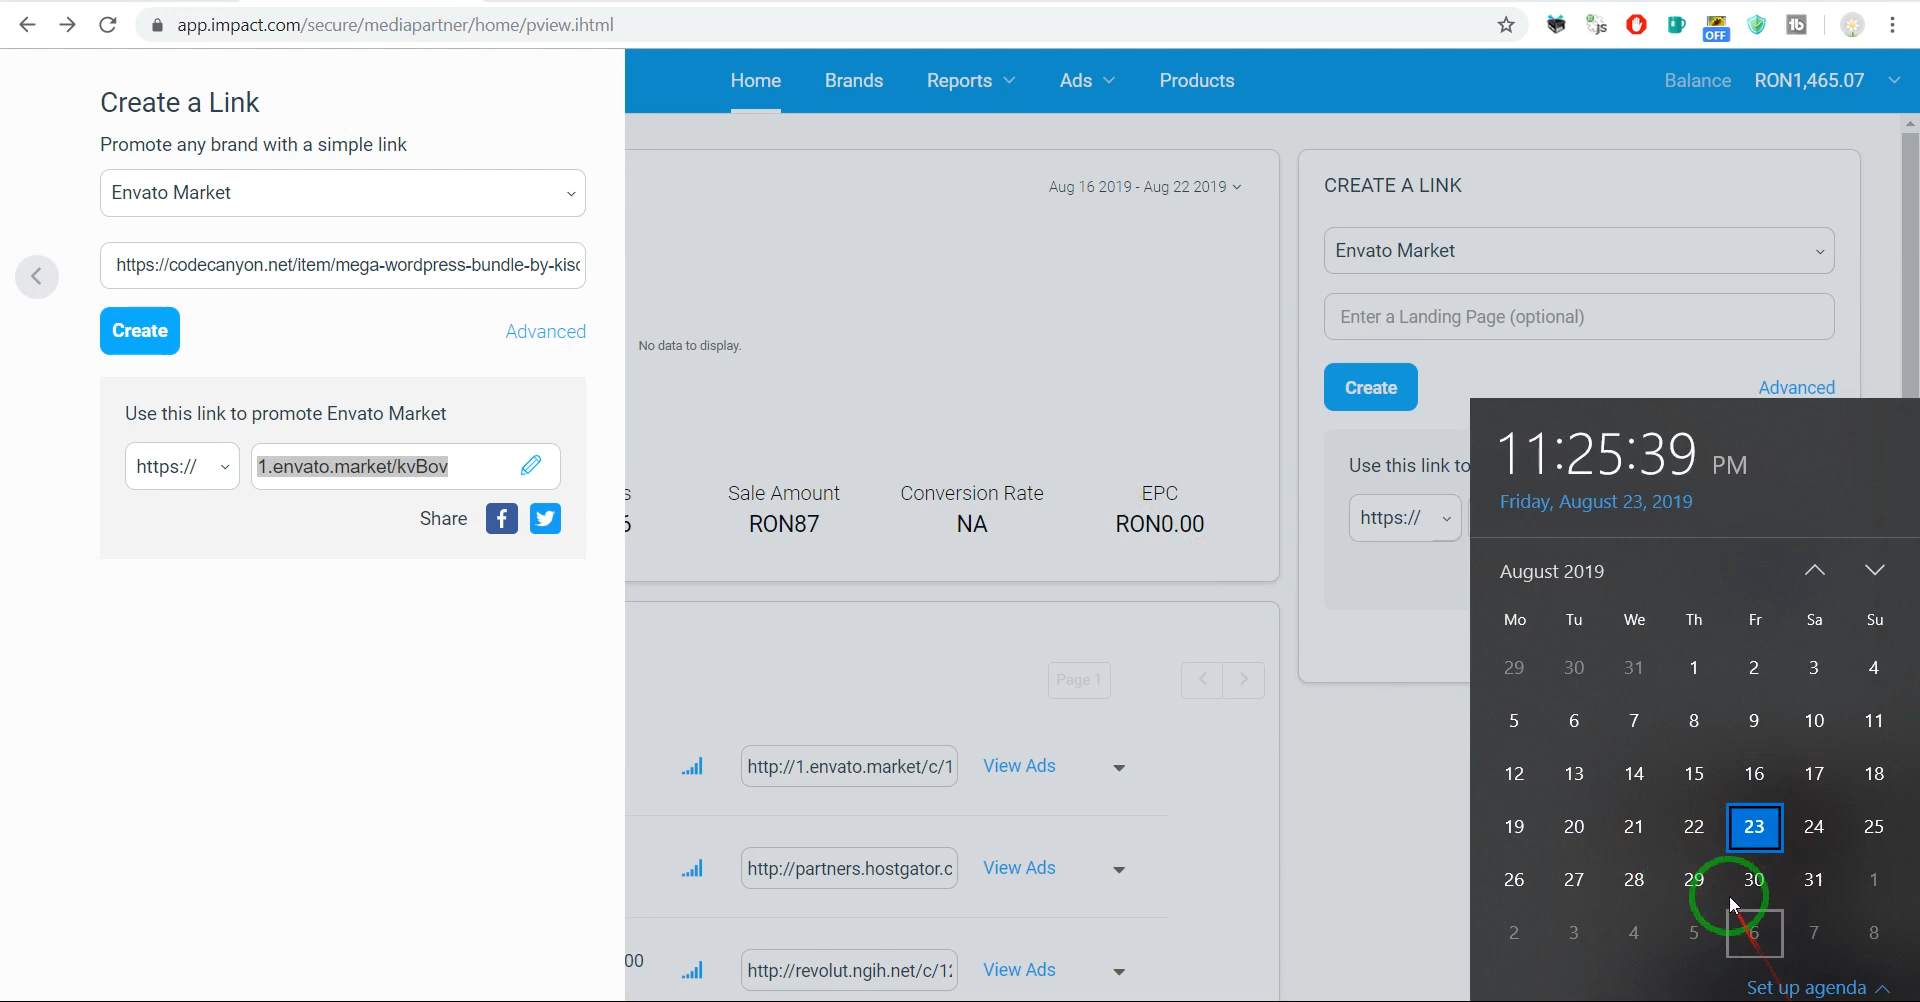 app.impact.com/secure/mediapartner/home/pview.ihtml
JS
OFF
Create a Link
Promote any brand with a simple link
Envato Market
https://codecanyon.net/item/mega-wordpress-bundle-by-kisc
Create
Advanced
Use this link to promote Envato Market
https://
1.envato.market/kvBov
Share
Home
Brands
Reports
Ads
Products
Balance
RON1,465.07
Aug 16 2019 - Aug 22 2019
No data to display.
Sale Amount
RON87
Conversion Rate
NA
EPC
RON0.00
Page 1
http://1.envato.market/c/1
View Ads
http://partners.hostgator.c
View Ads
00
http://revolut.ngih.net/c/12
View Ads
CREATE A LINK
Envato Market
Enter a Landing Page (optional)
Create
Advanced
Use this link to
https://
11:25:39 PM
Friday, August 23, 2019
August 2019
Mo Tu We Th Fr Sa Su
29 30 31 1 2 3 4
5 6 7 8 9 10 11
12 13 14 15 16 17 18
19 20 21 22 23 24 25
26 27 28 29 30 31 1
2 3 4 5 6 7 8
Set up agenda